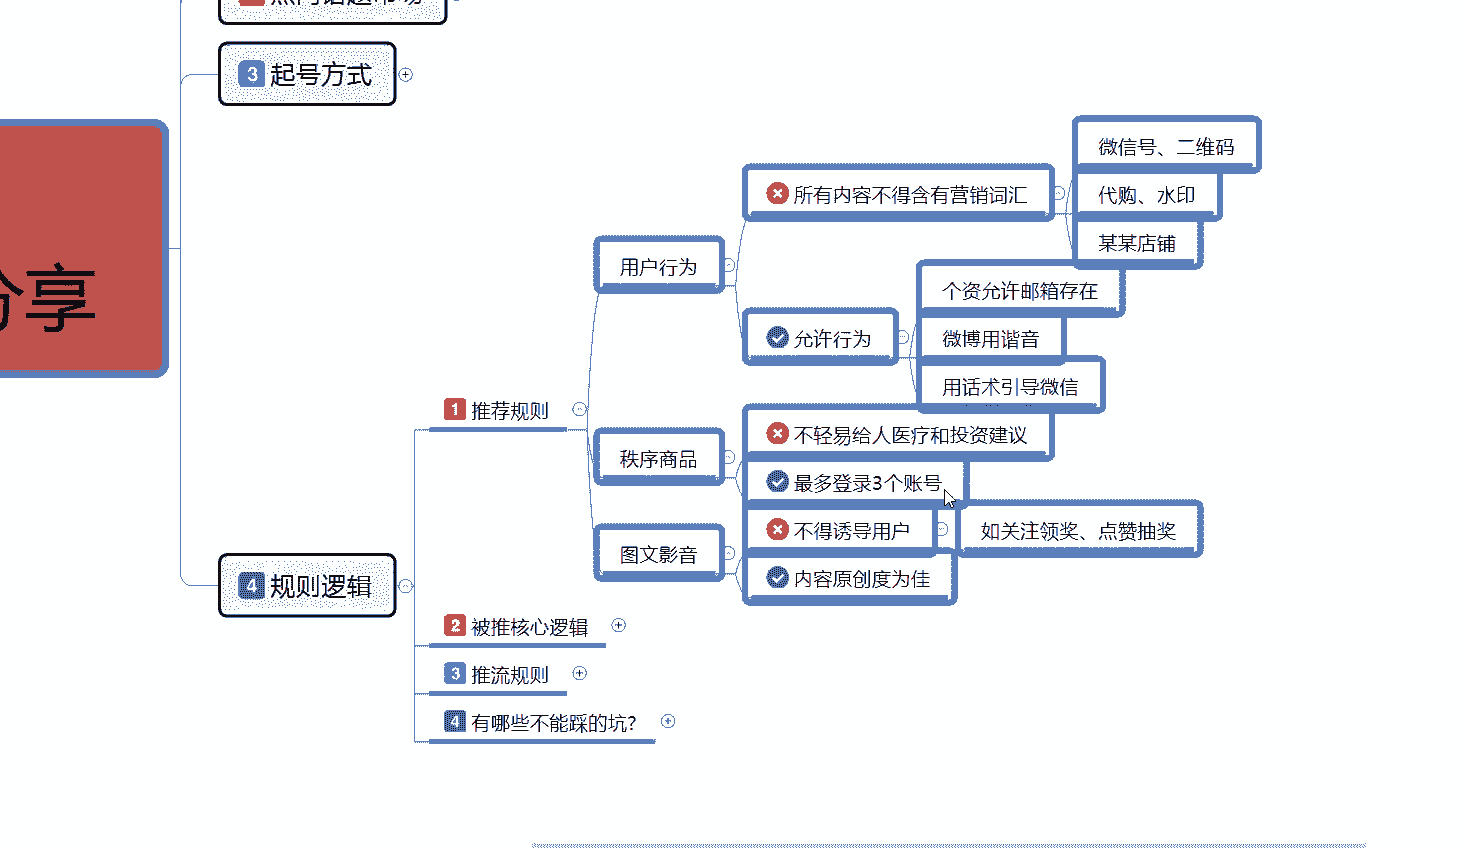 热门话题市场
3 起号方式
分享
4 规则逻辑
1 推荐规则
用户行为
所有内容不得含有营销词汇
微信号、二维码
代购、水印
某某店铺
允许行为
个资允许邮箱存在
微博用谐音
用话术引导微信
秩序商品
不轻易给人医疗和投资建议
最多登录3个账号
图文影音
不得诱导用户
如关注领奖、点赞抽奖
内容原创度为佳
2 被推核心逻辑
3 推流规则
4 有哪些不能踩的坑?